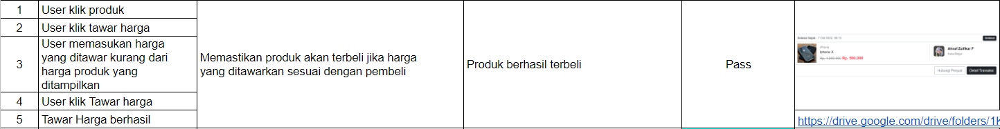 1
User klik produk
2
User klik tawar harga
3
User memasukan harga
yang ditawar kurang dari
harga produk yang
ditampilkan
4
User klik Tawar harga
5
Tawar Harga berhasil
Memastikan produk akan terbeli jika harga
yang ditawarkan sesuai dengan pembeli
Produk berhasil terbeli
Pass
iPhone
Iphone X
Rp. 500.000
Hubungi Penjual
Detail Transaksi
https://drive.google.com/drive/folders/1K